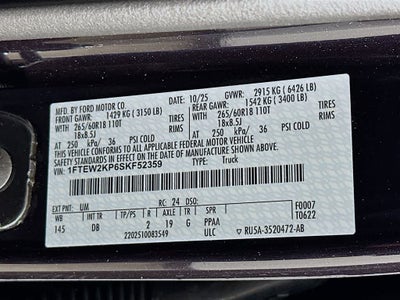 MFD. BY FORD MOTOR CO.
10/25
GVWR: 2915 KG ( 6426 LB)
FRONT GAWR: 1429 KG ( 3150 LB)
REAR GAWR: 1542 KG ( 3400 LB)
WITH 265/60R18 110T TIRES
WITH 265/60R18 110T TIRES
18x8.5J RIMS
18x8.5J RIMS
AT 250 kPa/ 36 PSI COLD
AT 250 kPa/ 36 PSI COLD
THIS VEHICLE CONFORMS TO ALL APPLICABLE FEDERAL MOTOR VEHICLE
SAFETY STANDARDS IN EFFECT ON THE DATE OF MANUFACTURE SHOWN ABOVE.
VIN: 1FTEW2KP6SKF52359
TYPE: Truck
EXT PNT: UM
RC: 24 DSO:
WB INT TR TP/PS R AXLE TR SPR
F0007
T0622
145 DB 2 2 19 G PPAA
2202510083549
ULC
RU5A-3520472-AB